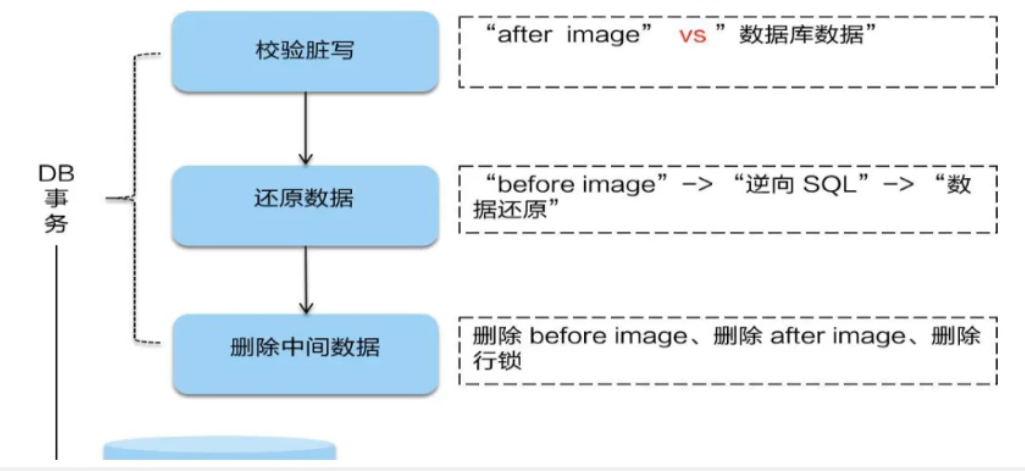 校验脏写
“after image” vs ”数据库数据”
DB
事
务
还原数据
“before image”—> “逆向 SQL”—> “数
据还原”
删除中间数据
删除 before image、删除 after image、删除
行锁